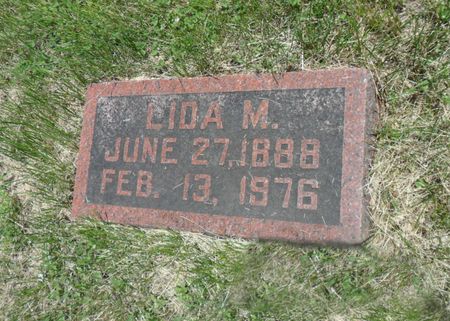 LIDA M.
JUNE 27, 1888
FEB. 13, 1976